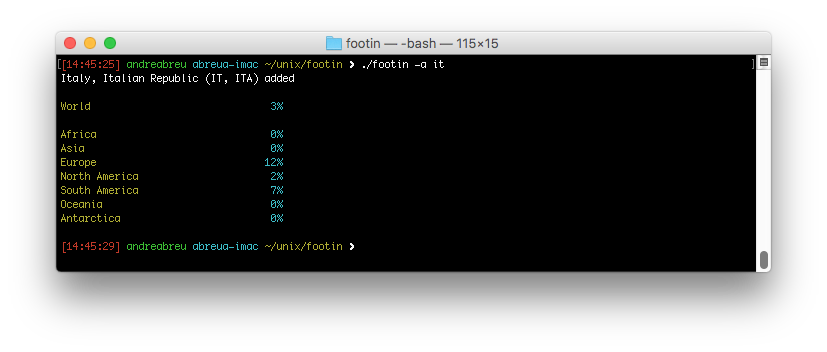 footin — -bash — 115×15
[[14:45:25] andreabreu abreua-imac ~/unix/footin ❯ ./footin -a it ]
Italy, Italian Republic (IT, ITA) added
World 3%
Africa 0%
Asia 0%
Europe 12%
North America 2%
South America 7%
Oceania 0%
Antarctica 0%
[14:45:29] andreabreu abreua-imac ~/unix/footin ❯